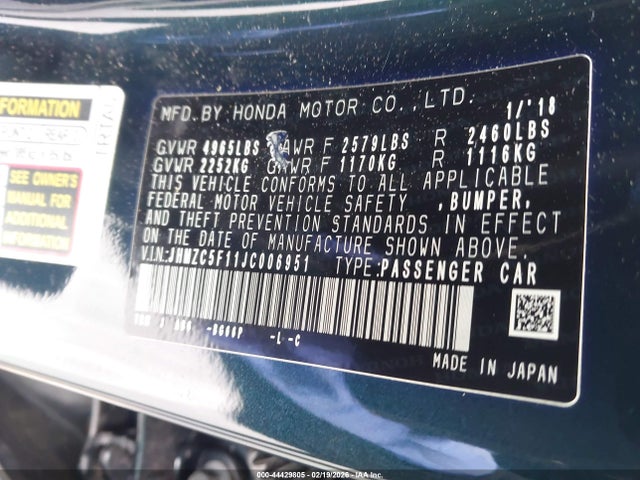 MFD.BY HONDA MOTOR CO.,LTD. 1/'18
GVWR 4965LBS GAWR F 2579LBS R 2460LBS
GVWR 2252KG GAWR F 1170KG R 1116KG
THIS VEHICLE CONFORMS TO ALL APPLICABLE
FEDERAL MOTOR VEHICLE SAFETY ,BUMPER,
AND THEFT PREVENTION STANDARDS IN EFFECT
ON THE DATE OF MANUFACTURE SHOWN ABOVE.
VIN:JHMZC5F11JC006951 TYPE:PASSENGER CAR
-BG64P -L -C
MADE IN JAPAN
FORMATION
SEE OWNER'S
MANUAL FOR
ADDITIONAL
INFORMATION
000-44429805 - 02/19/2026 - IAA Inc.